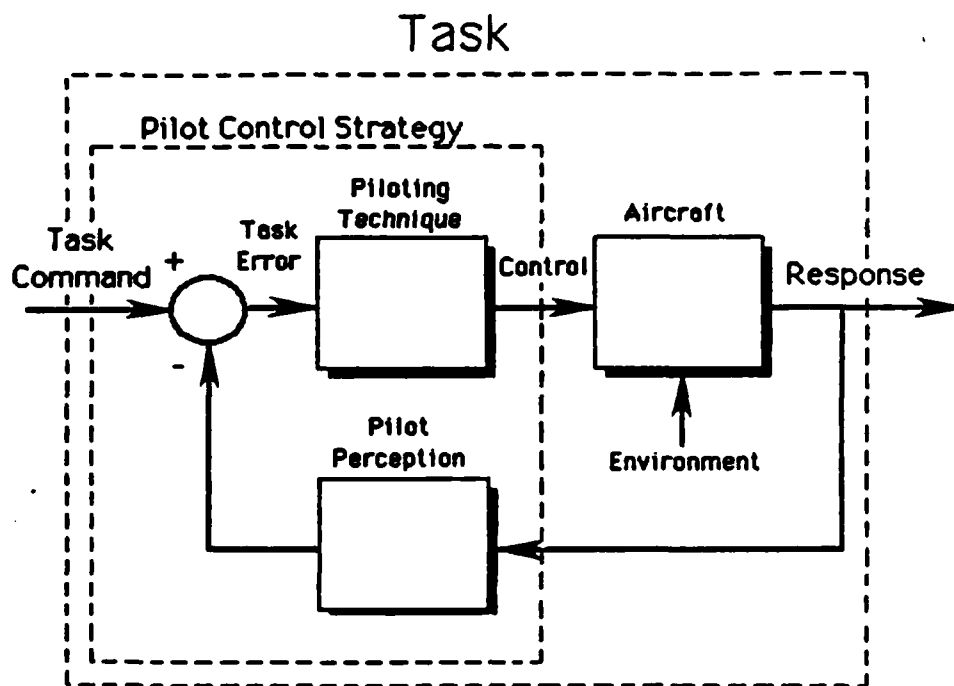 Task
Pilot Control Strategy
Piloting
Technique
Aircraft
Task
Command
+
Task
Error
Control
Response
-
Pilot
Perception
Environment